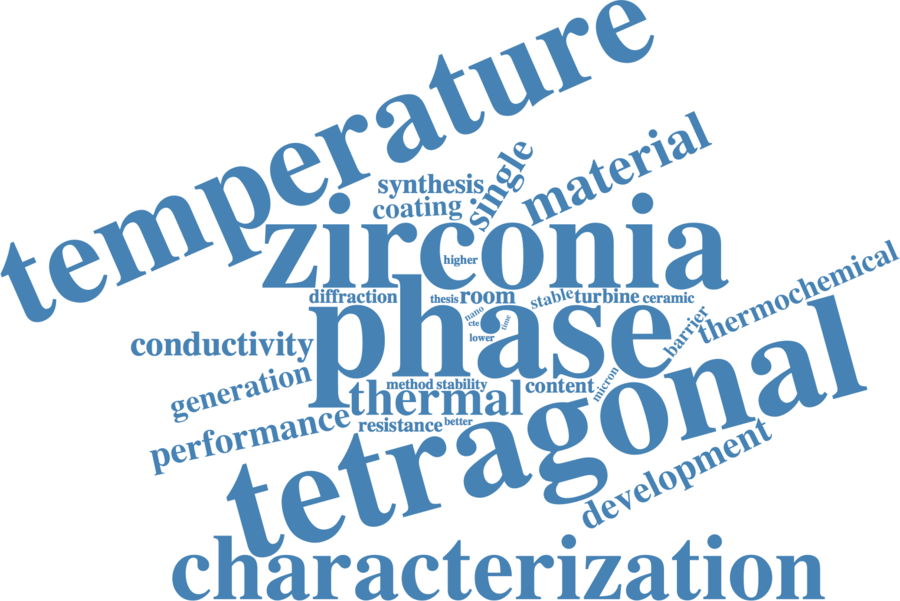 temperature
synthesis
single
material
coating
zirconia
higher
diffraction
thesis
room
stable
turbine
ceramic
thermochemical
nano
cte
time
barrier
phase
lower
conductivity
generation
method
stability
content
micron
thermal
tetragonal
performance
resistance
better
development
characterization